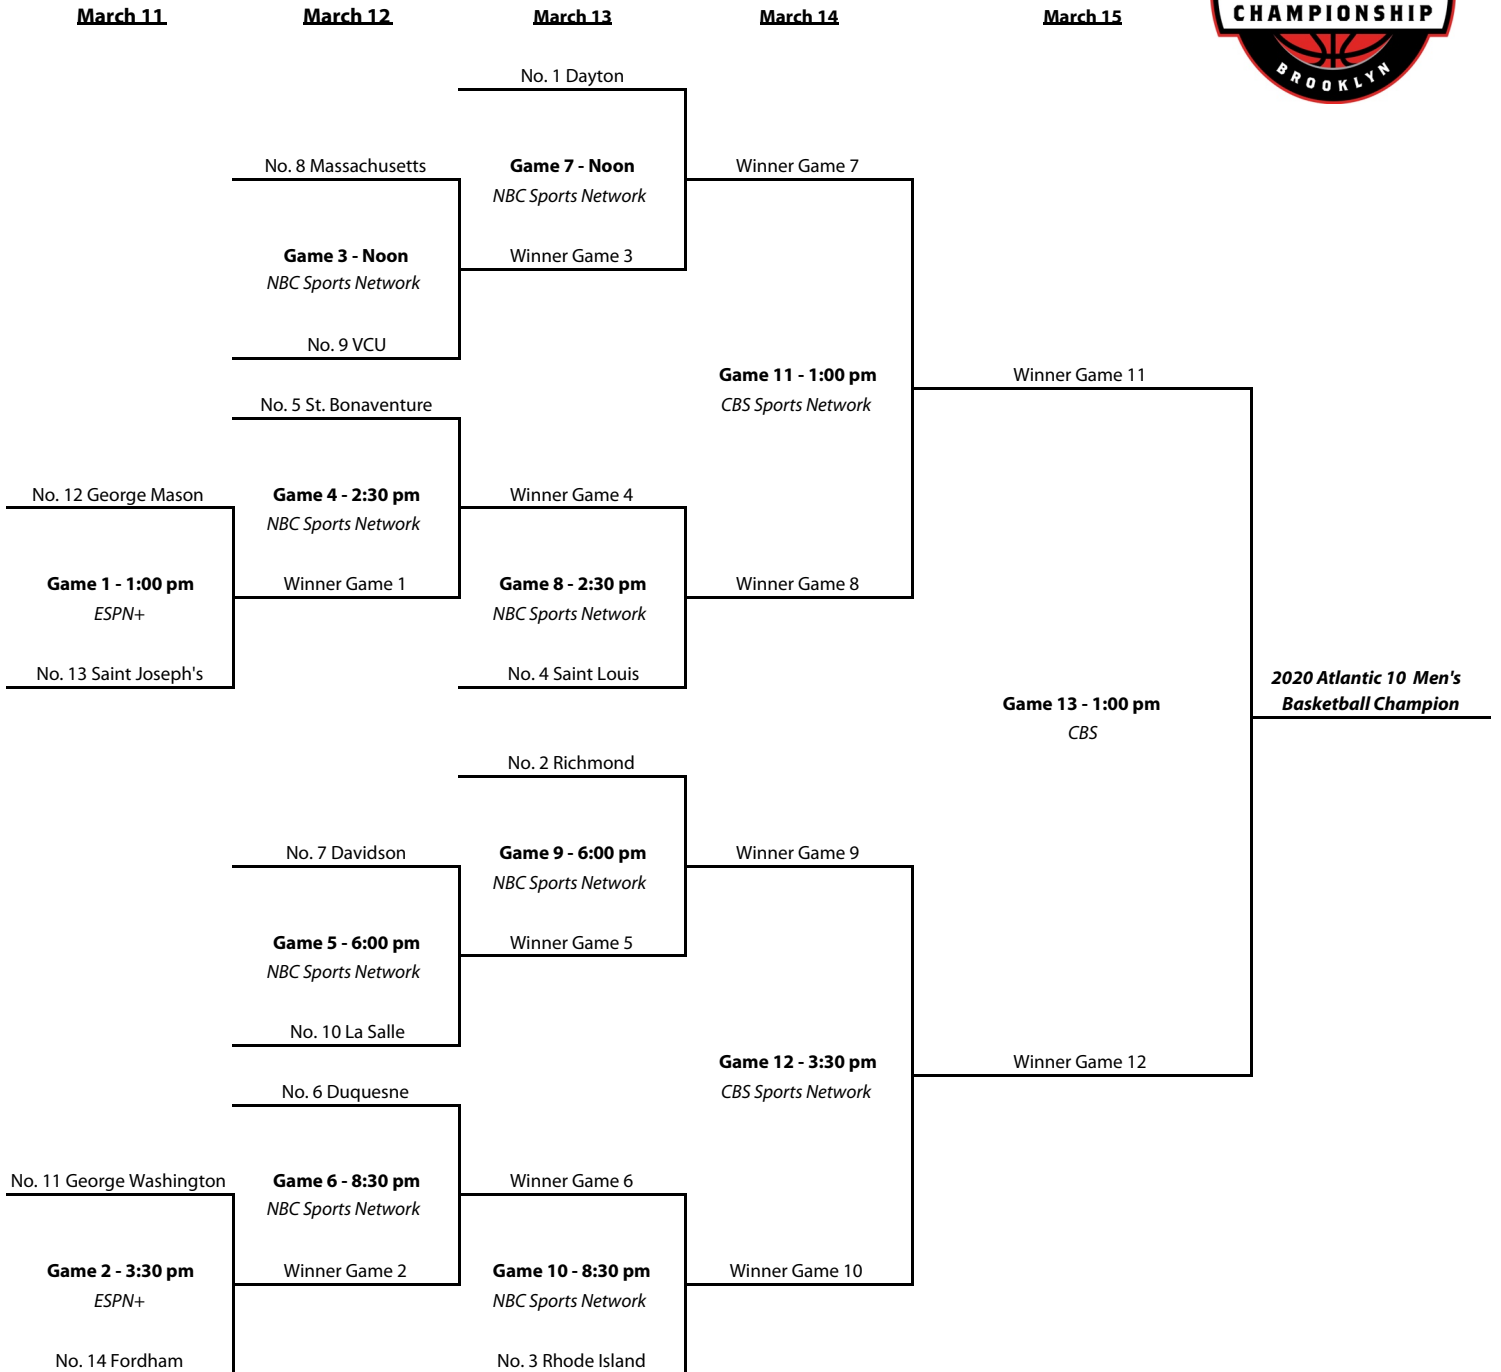 March 11
March 12
March 13
March 14
March 15
CHAMPIONSHIP
BROOKLYN
No. 1 Dayton
No. 8 Massachusetts
Game 7 - Noon
Winner Game 7
NBC Sports Network
Game 3 - Noon
Winner Game 3
NBC Sports Network
No. 9 VCU
Game 11 - 1:00 pm
Winner Game 11
No. 5 St. Bonaventure
CBS Sports Network
No. 12 George Mason
Game 4 - 2:30 pm
Winner Game 4
NBC Sports Network
Game 1 - 1:00 pm
Winner Game 1
Game 8 - 2:30 pm
Winner Game 8
ESPN+
NBC Sports Network
No. 13 Saint Joseph's
No. 4 Saint Louis
2020 Atlantic 10 Men's
Basketball Champion
Game 13 - 1:00 pm
CBS
No. 2 Richmond
No. 7 Davidson
Game 9 - 6:00 pm
Winner Game 9
NBC Sports Network
Game 5 - 6:00 pm
Winner Game 5
NBC Sports Network
No. 10 La Salle
Game 12 - 3:30 pm
Winner Game 12
No. 6 Duquesne
CBS Sports Network
No. 11 George Washington
Game 6 - 8:30 pm
Winner Game 6
NBC Sports Network
Game 2 - 3:30 pm
Winner Game 2
Game 10 - 8:30 pm
Winner Game 10
ESPN+
NBC Sports Network
No. 14 Fordham
No. 3 Rhode Island